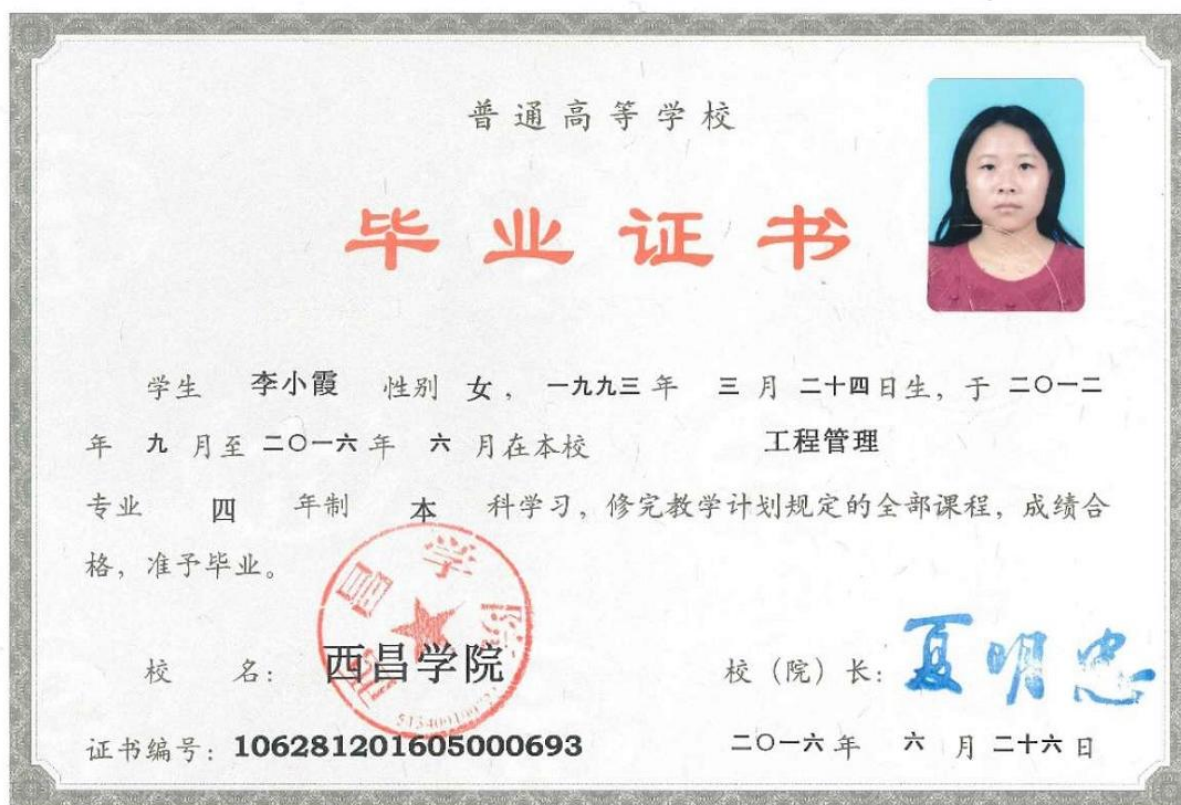 普通高等学校
毕业证书
学生 李小霞 性别 女， 一九九三 年 三 月 二十四 日生，于 二〇一二
年 九 月至 二〇一六 年 六 月在本校 工程管理
专业 四 年制 本 科学习，修完教学计划规定的全部课程，成绩合
格，准予毕业。
西昌学院
校 名： 西昌学院 校（院）长： 夏明忠
证书编号：106281201605000693 二〇一六 年 六 月 二十六 日